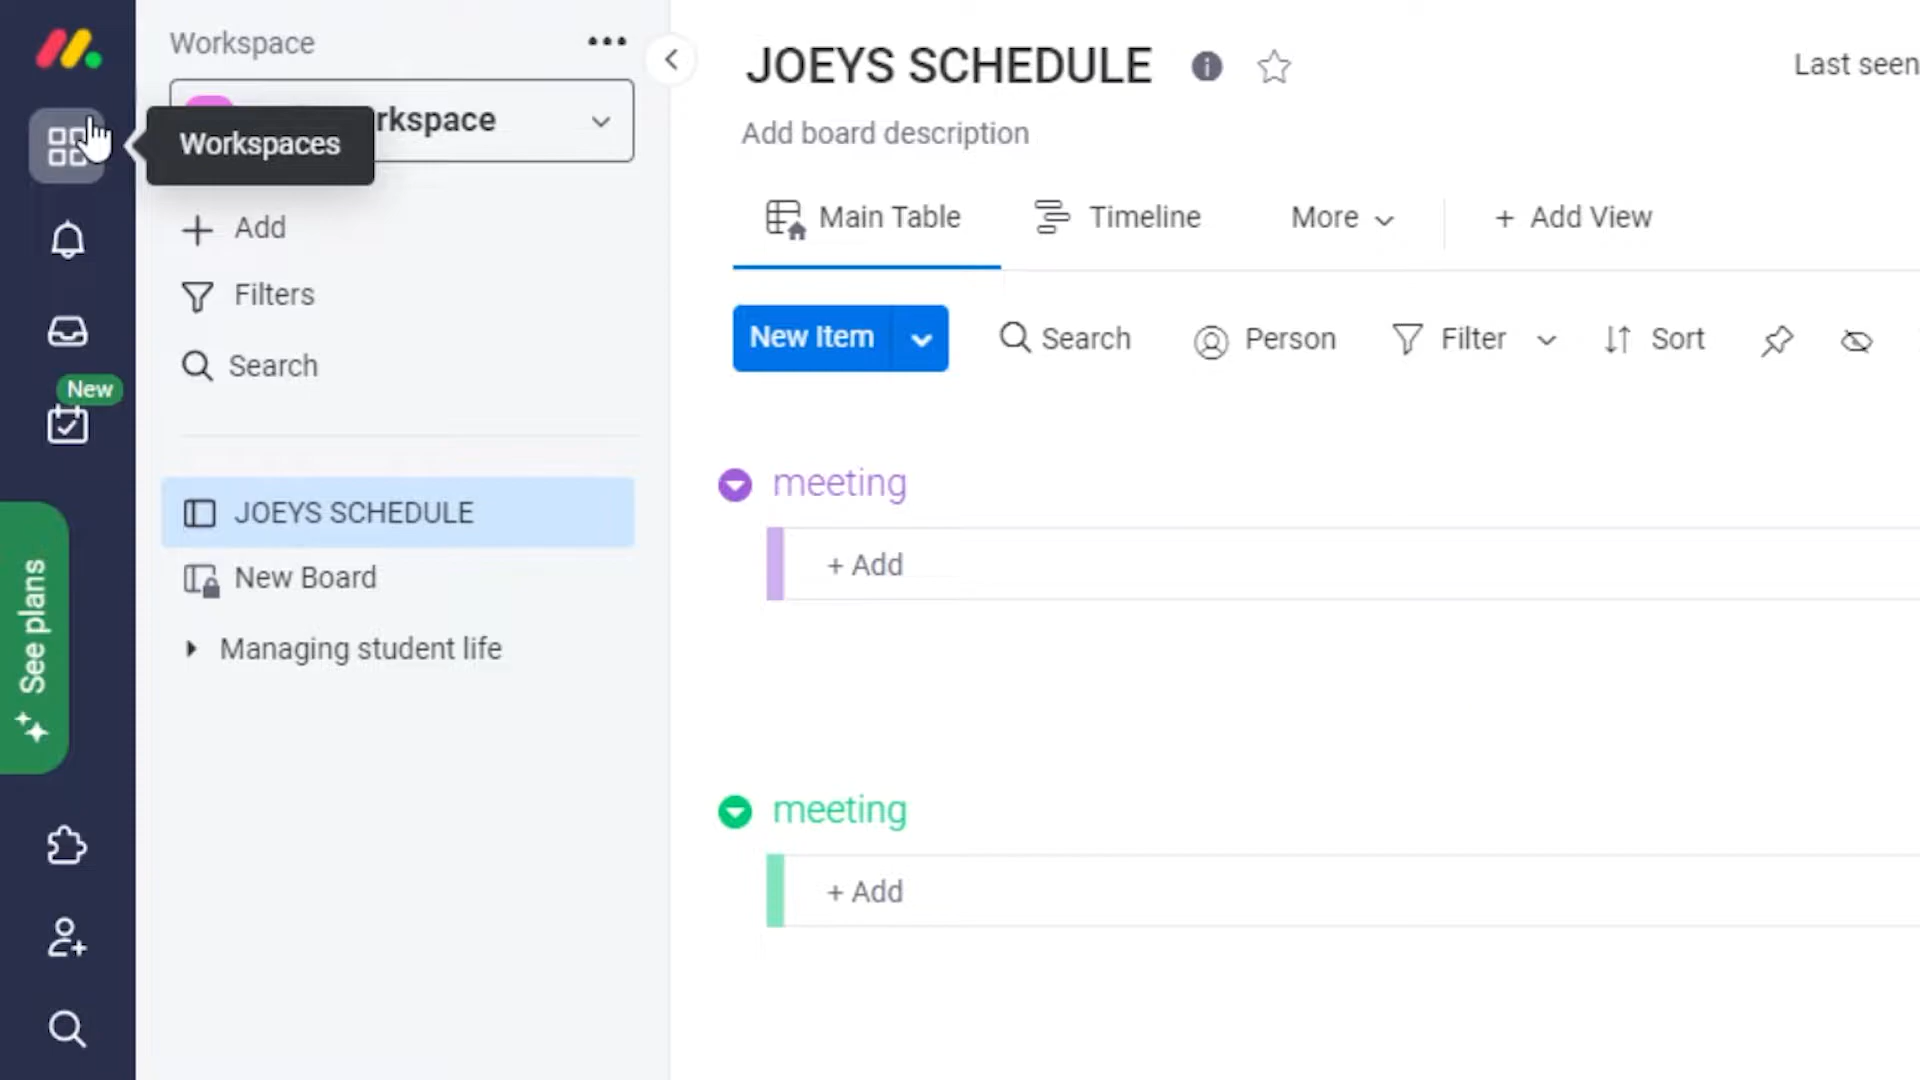 Workspace
Workspaces
rkspace
Add
Filters
Search
New
JOEYS SCHEDULE
New Board
Managing student life
See plans
JOEYS SCHEDULE
Last seen
Add board description
Main Table
Timeline
More
+ Add View
New Item
Search
Person
Filter
Sort
meeting
+ Add
meeting
+ Add